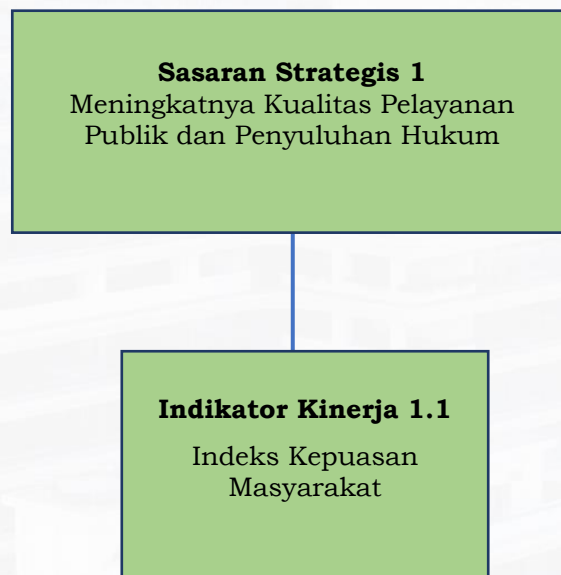 Sasaran Strategis 1
Meningkatnya Kualitas Pelayanan
Publik dan Penyuluhan Hukum
Indikator Kinerja 1.1
Indeks Kepuasan
Masyarakat